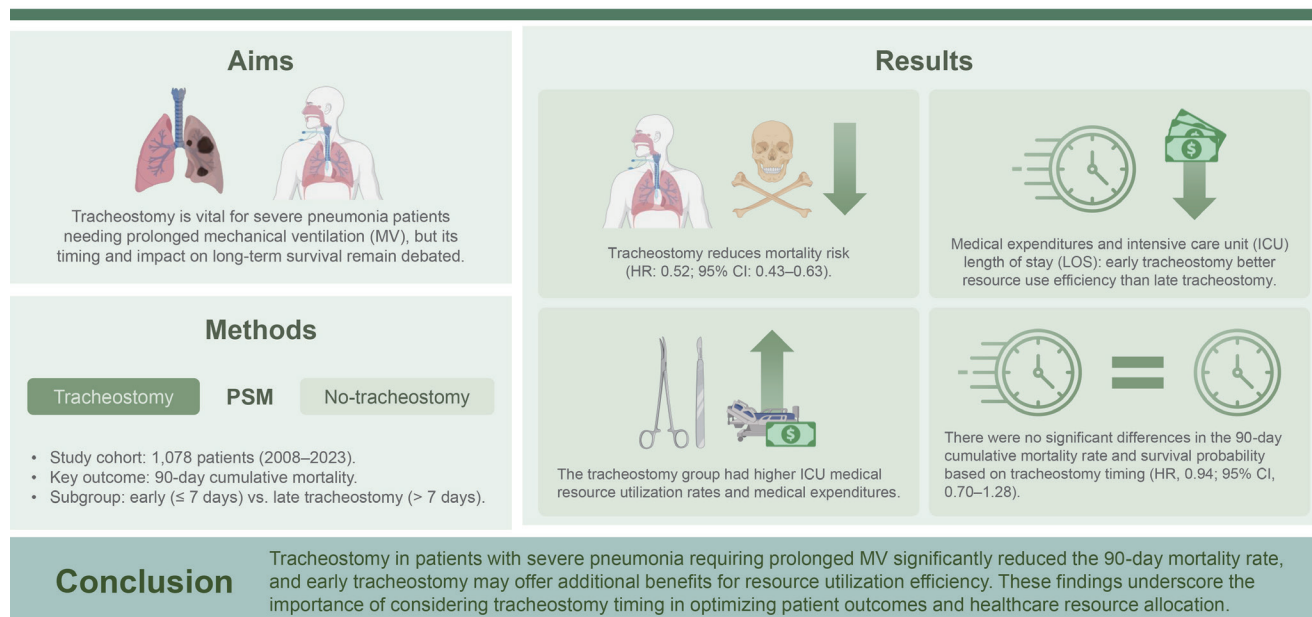 Aims
Tracheostomy is vital for severe pneumonia patients
needing prolonged mechanical ventilation (MV), but its
timing and impact on long-term survival remain debated.
Methods
Tracheostomy PSM No-tracheostomy
• Study cohort: 1,078 patients (2008–2023).
• Key outcome: 90-day cumulative mortality.
• Subgroup: early (≤ 7 days) vs. late tracheostomy (> 7 days).
Results
Tracheostomy reduces mortality risk
(HR: 0.52; 95% CI: 0.43–0.63).
$
Medical expenditures and intensive care unit (ICU)
length of stay (LOS): early tracheostomy better
resource use efficiency than late tracheostomy.
$
The tracheostomy group had higher ICU medical
resource utilization rates and medical expenditures.
There were no significant differences in the 90-day
cumulative mortality rate and survival probability
based on tracheostomy timing (HR, 0.94; 95% CI,
0.70–1.28).
Conclusion
Tracheostomy in patients with severe pneumonia requiring prolonged MV significantly reduced the 90-day mortality rate,
and early tracheostomy may offer additional benefits for resource utilization efficiency. These findings underscore the
importance of considering tracheostomy timing in optimizing patient outcomes and healthcare resource allocation.